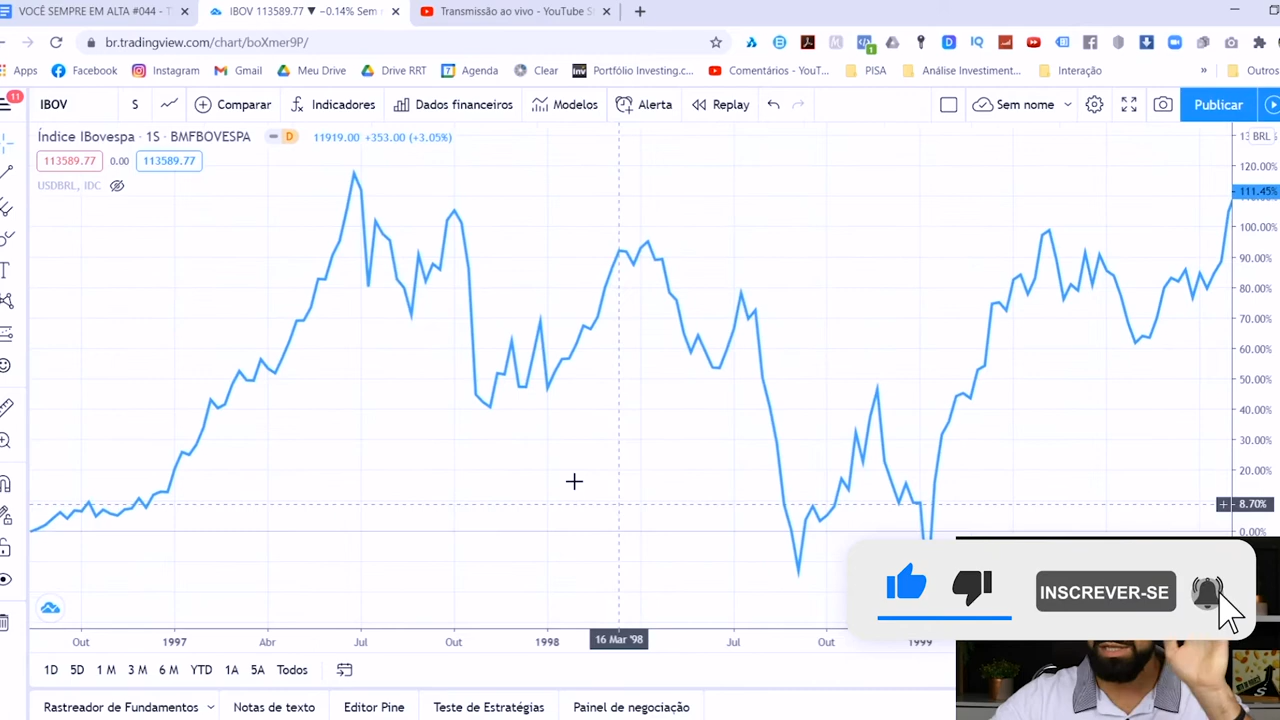 VOCÊ SEMPRE EM ALTA #044 - T
IBOV 113589.77 ▼ −0.14% Sem n
Transmissão ao vivo - YouTube S
br.tradingview.com/chart/boXmer9P/
Apps
Facebook
Instagram
Gmail
Meu Drive
Drive RRT
Agenda
Clear
Portfólio Investing.c...
Comentários - YouT...
PISA
Análise Investiment...
Interação
»
Outros
11
IBOV
S
Comparar
Indicadores
Dados financeiros
Modelos
Alerta
Replay
Sem nome
Publicar
Índice IBovespa · 1S · BMFBOVESPA
D
11919.00 +353.00 (+3.05%)
113589.77 0.00 113589.77
USDBRL, IDC
BRL
120.00%
111.45%
100.00%
90.00%
80.00%
70.00%
60.00%
50.00%
40.00%
30.00%
20.00%
8.70%
0.00%
INSCREVER-SE
Out 1997 Abr Jul Out 1998 16 Mar '98 Jul Out 1999
1D 5D 1 M 3 M 6 M YTD 1A 5A Todos
Rastreador de Fundamentos Notas de texto Editor Pine Teste de Estratégias Painel de negociação